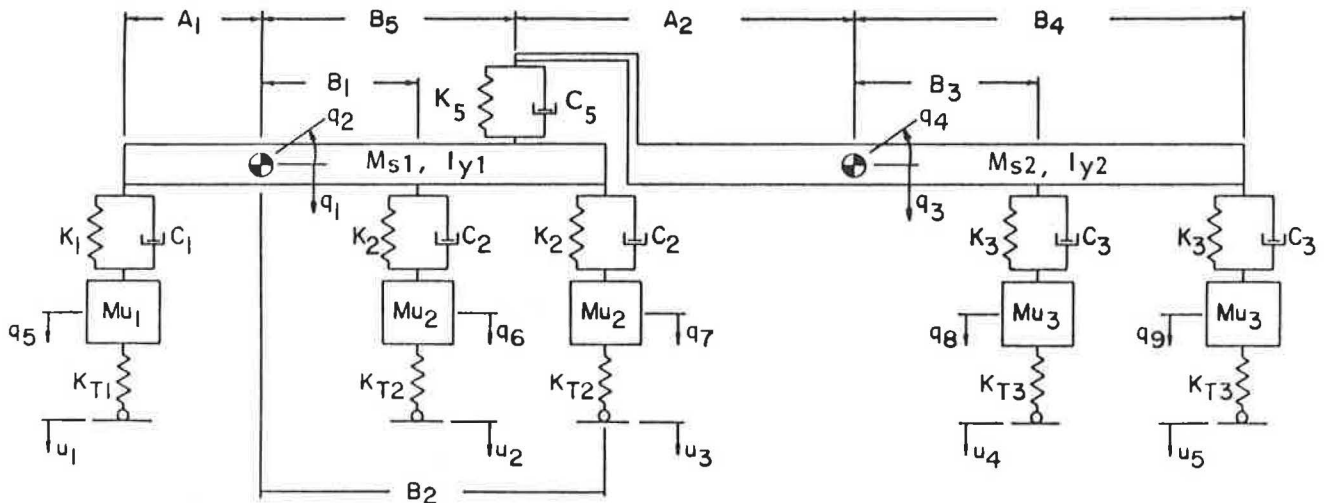 A₁ B₅ A₂ B₄
B₁ B₃
K₅ C₅
q₂ q₄
Ms1, Iy1 Ms2, Iy2
q₁ q₃
K₁ C₁ K₂ C₂ K₂ C₂ K₃ C₃ K₃ C₃
Mu₁ Mu₂ Mu₂ Mu₃ Mu₃
q₅ q₆ q₇ q₈ q₉
KT1 KT2 KT2 KT3 KT3
u₁ u₂ u₃ u₄ u₅
B₂